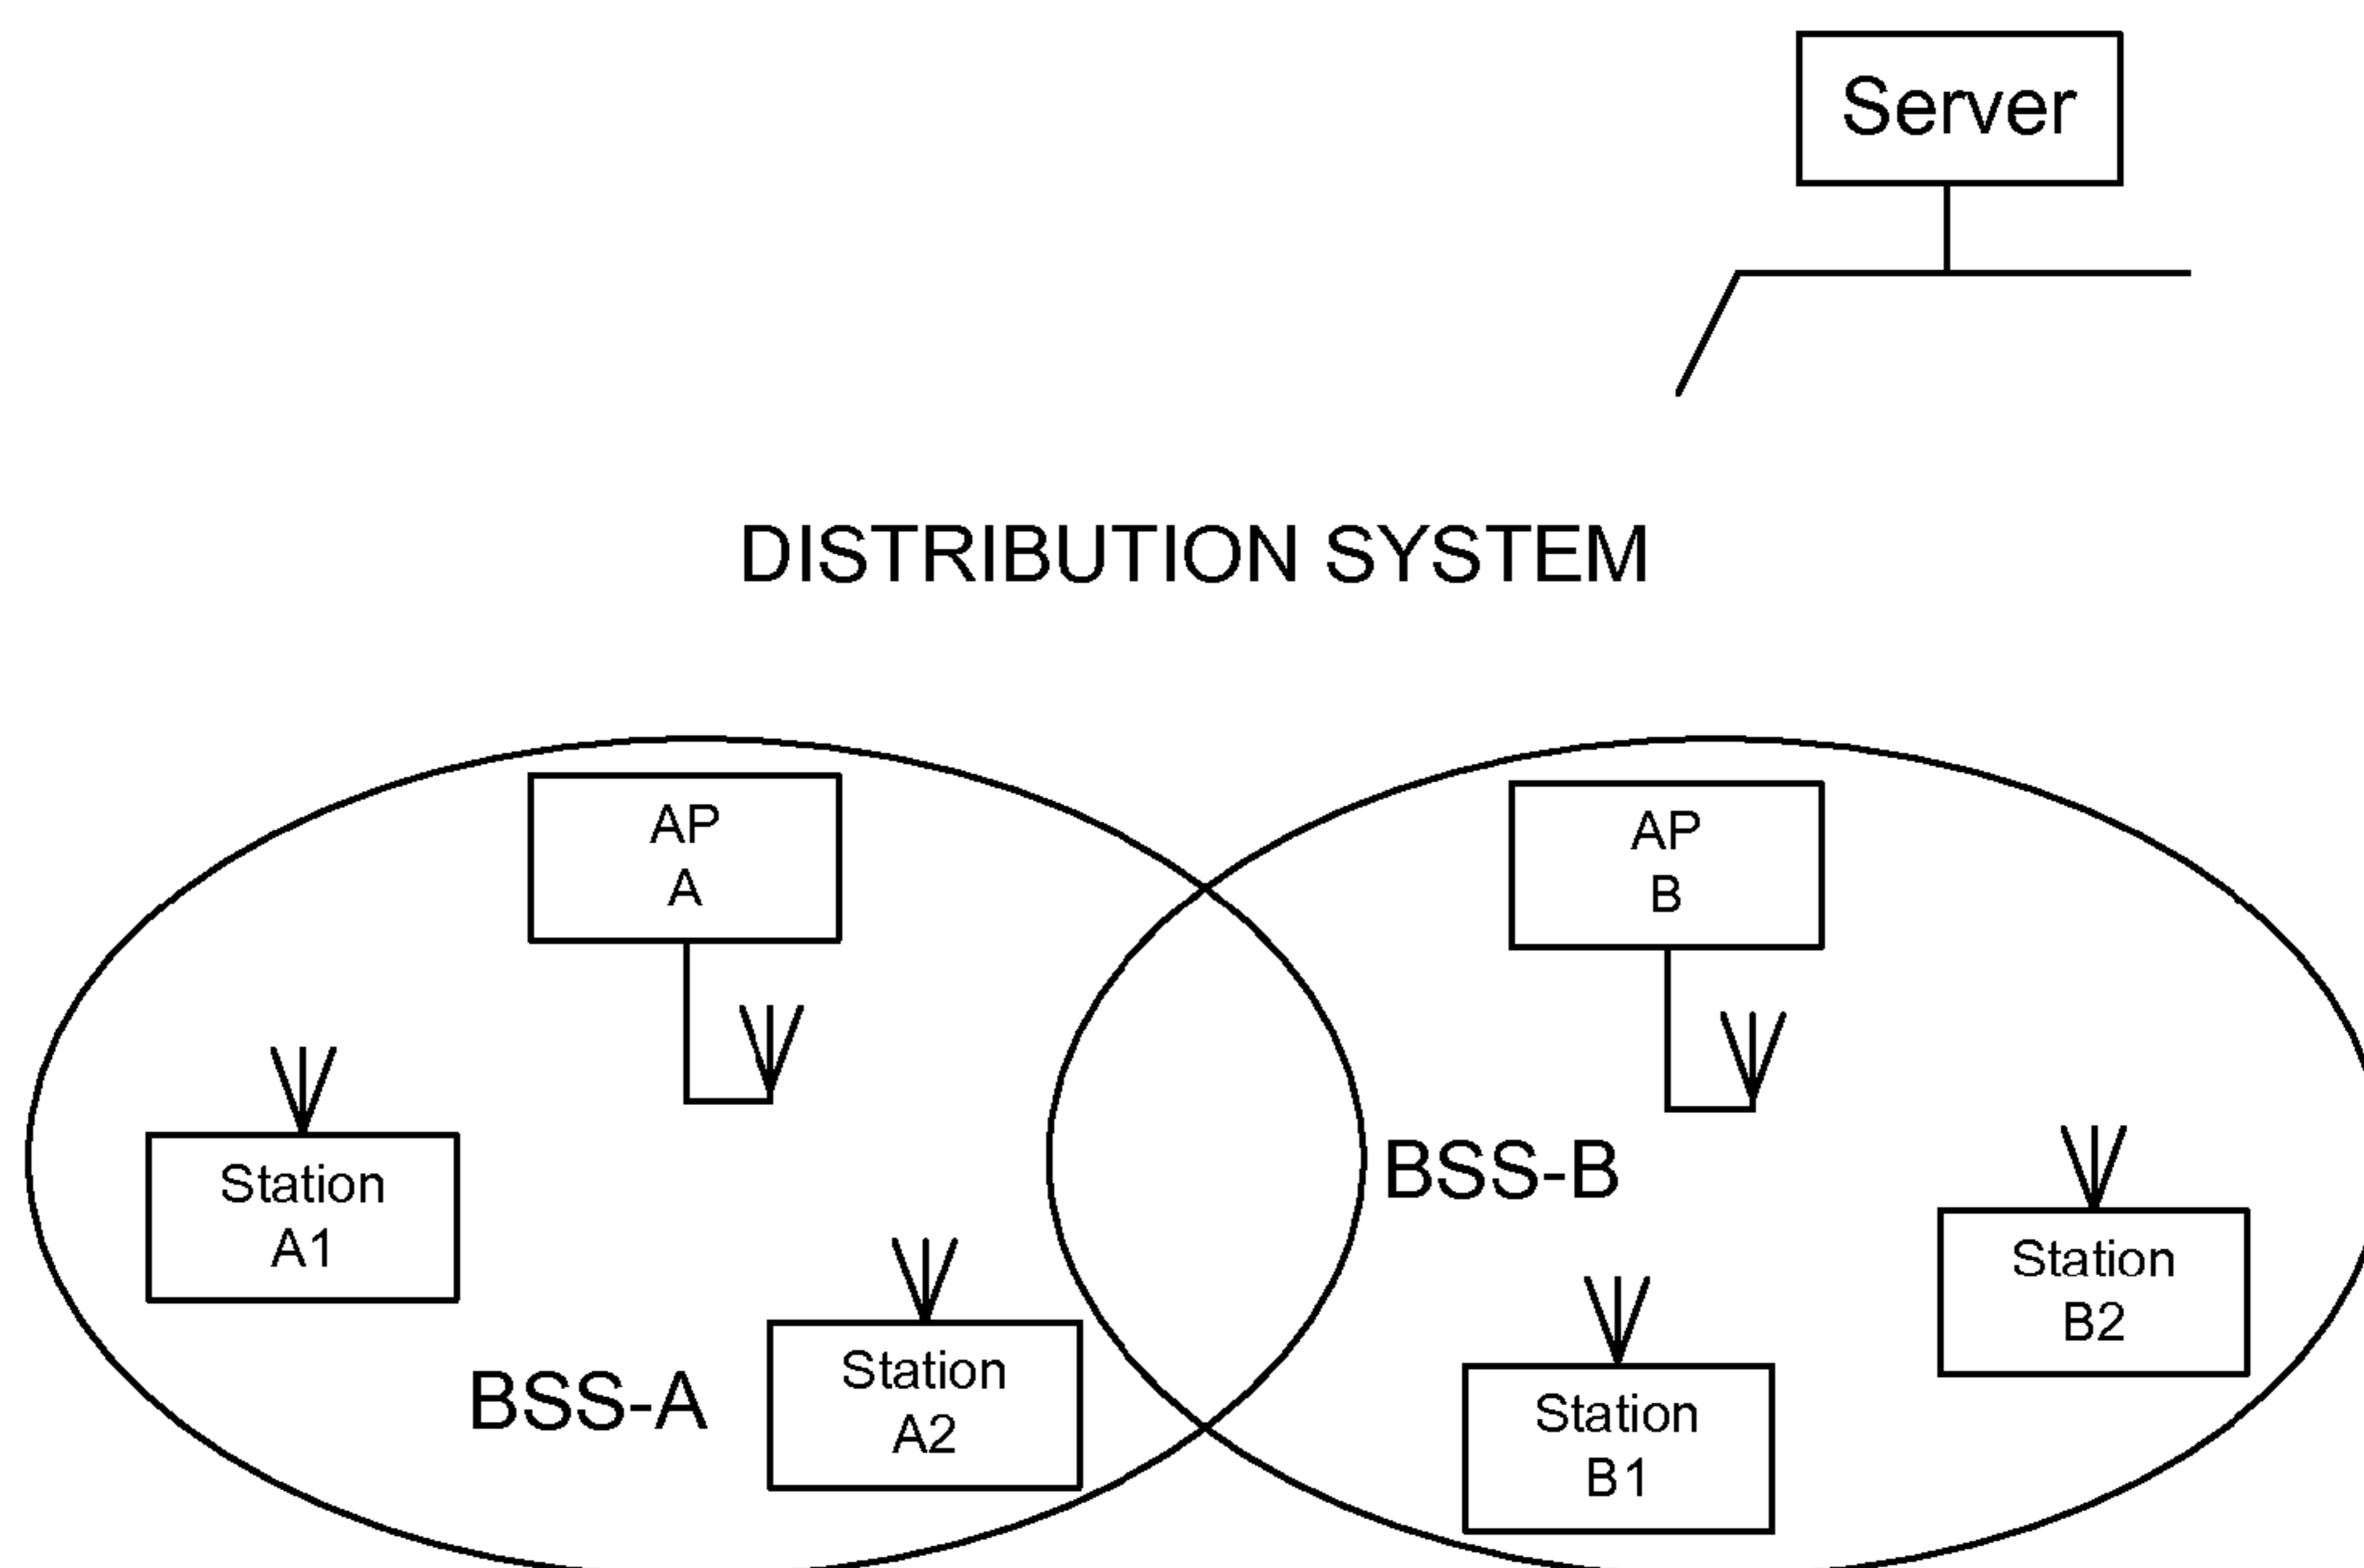 Server
DISTRIBUTION SYSTEM
AP
A
AP
B
BSS-B
Station
A1
Station
B2
Station
A2
BSS-A
Station
B1